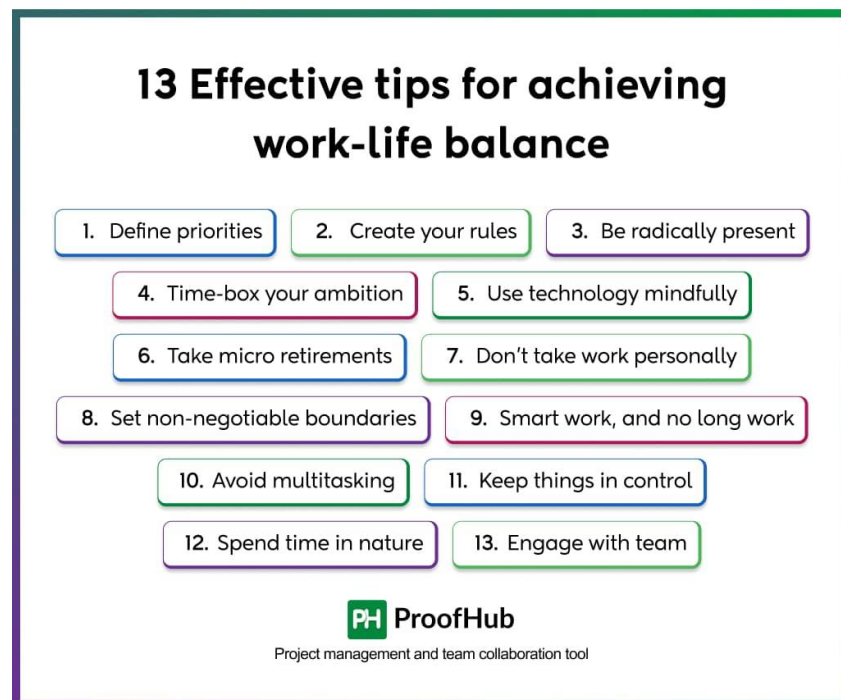 13 Effective tips for achieving
work-life balance
1. Define priorities
2. Create your rules
3. Be radically present
4. Time-box your ambition
5. Use technology mindfully
6. Take micro retirements
7. Don't take work personally
8. Set non-negotiable boundaries
9. Smart work, and no long work
10. Avoid multitasking
11. Keep things in control
12. Spend time in nature
13. Engage with team
PH ProofHub
Project management and team collaboration tool